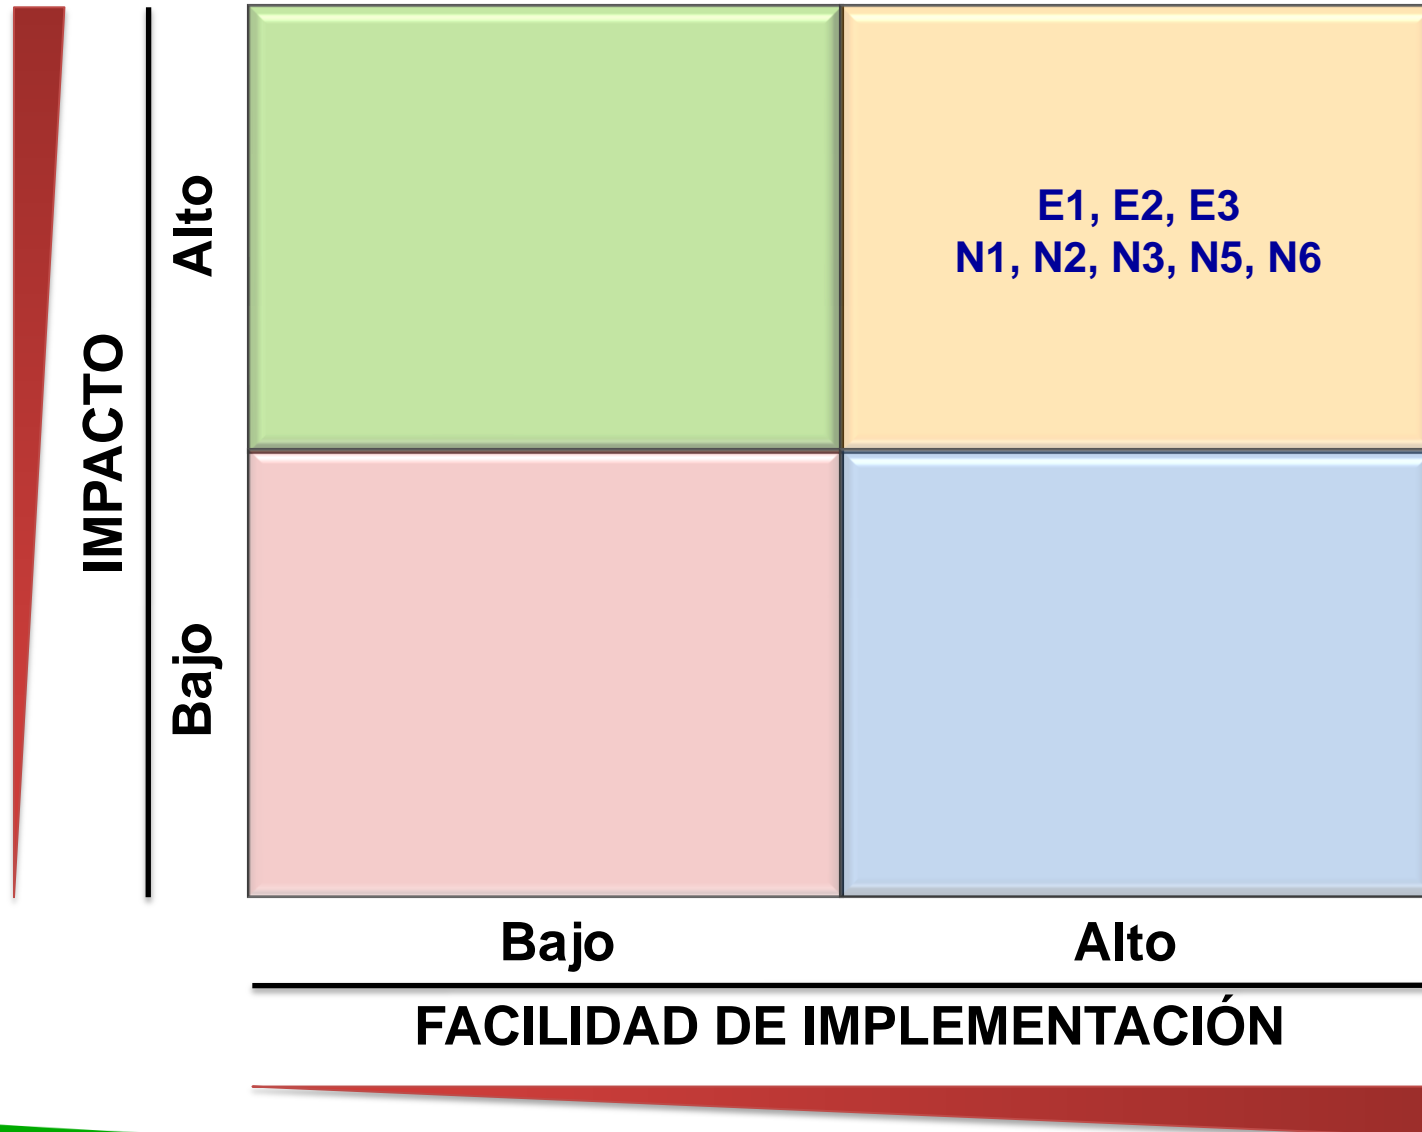 Alto
E1, E2, E3
N1, N2, N3, N5, N6
IMPACTO
Bajo
Bajo
Alto
FACILIDAD DE IMPLEMENTACIÓN